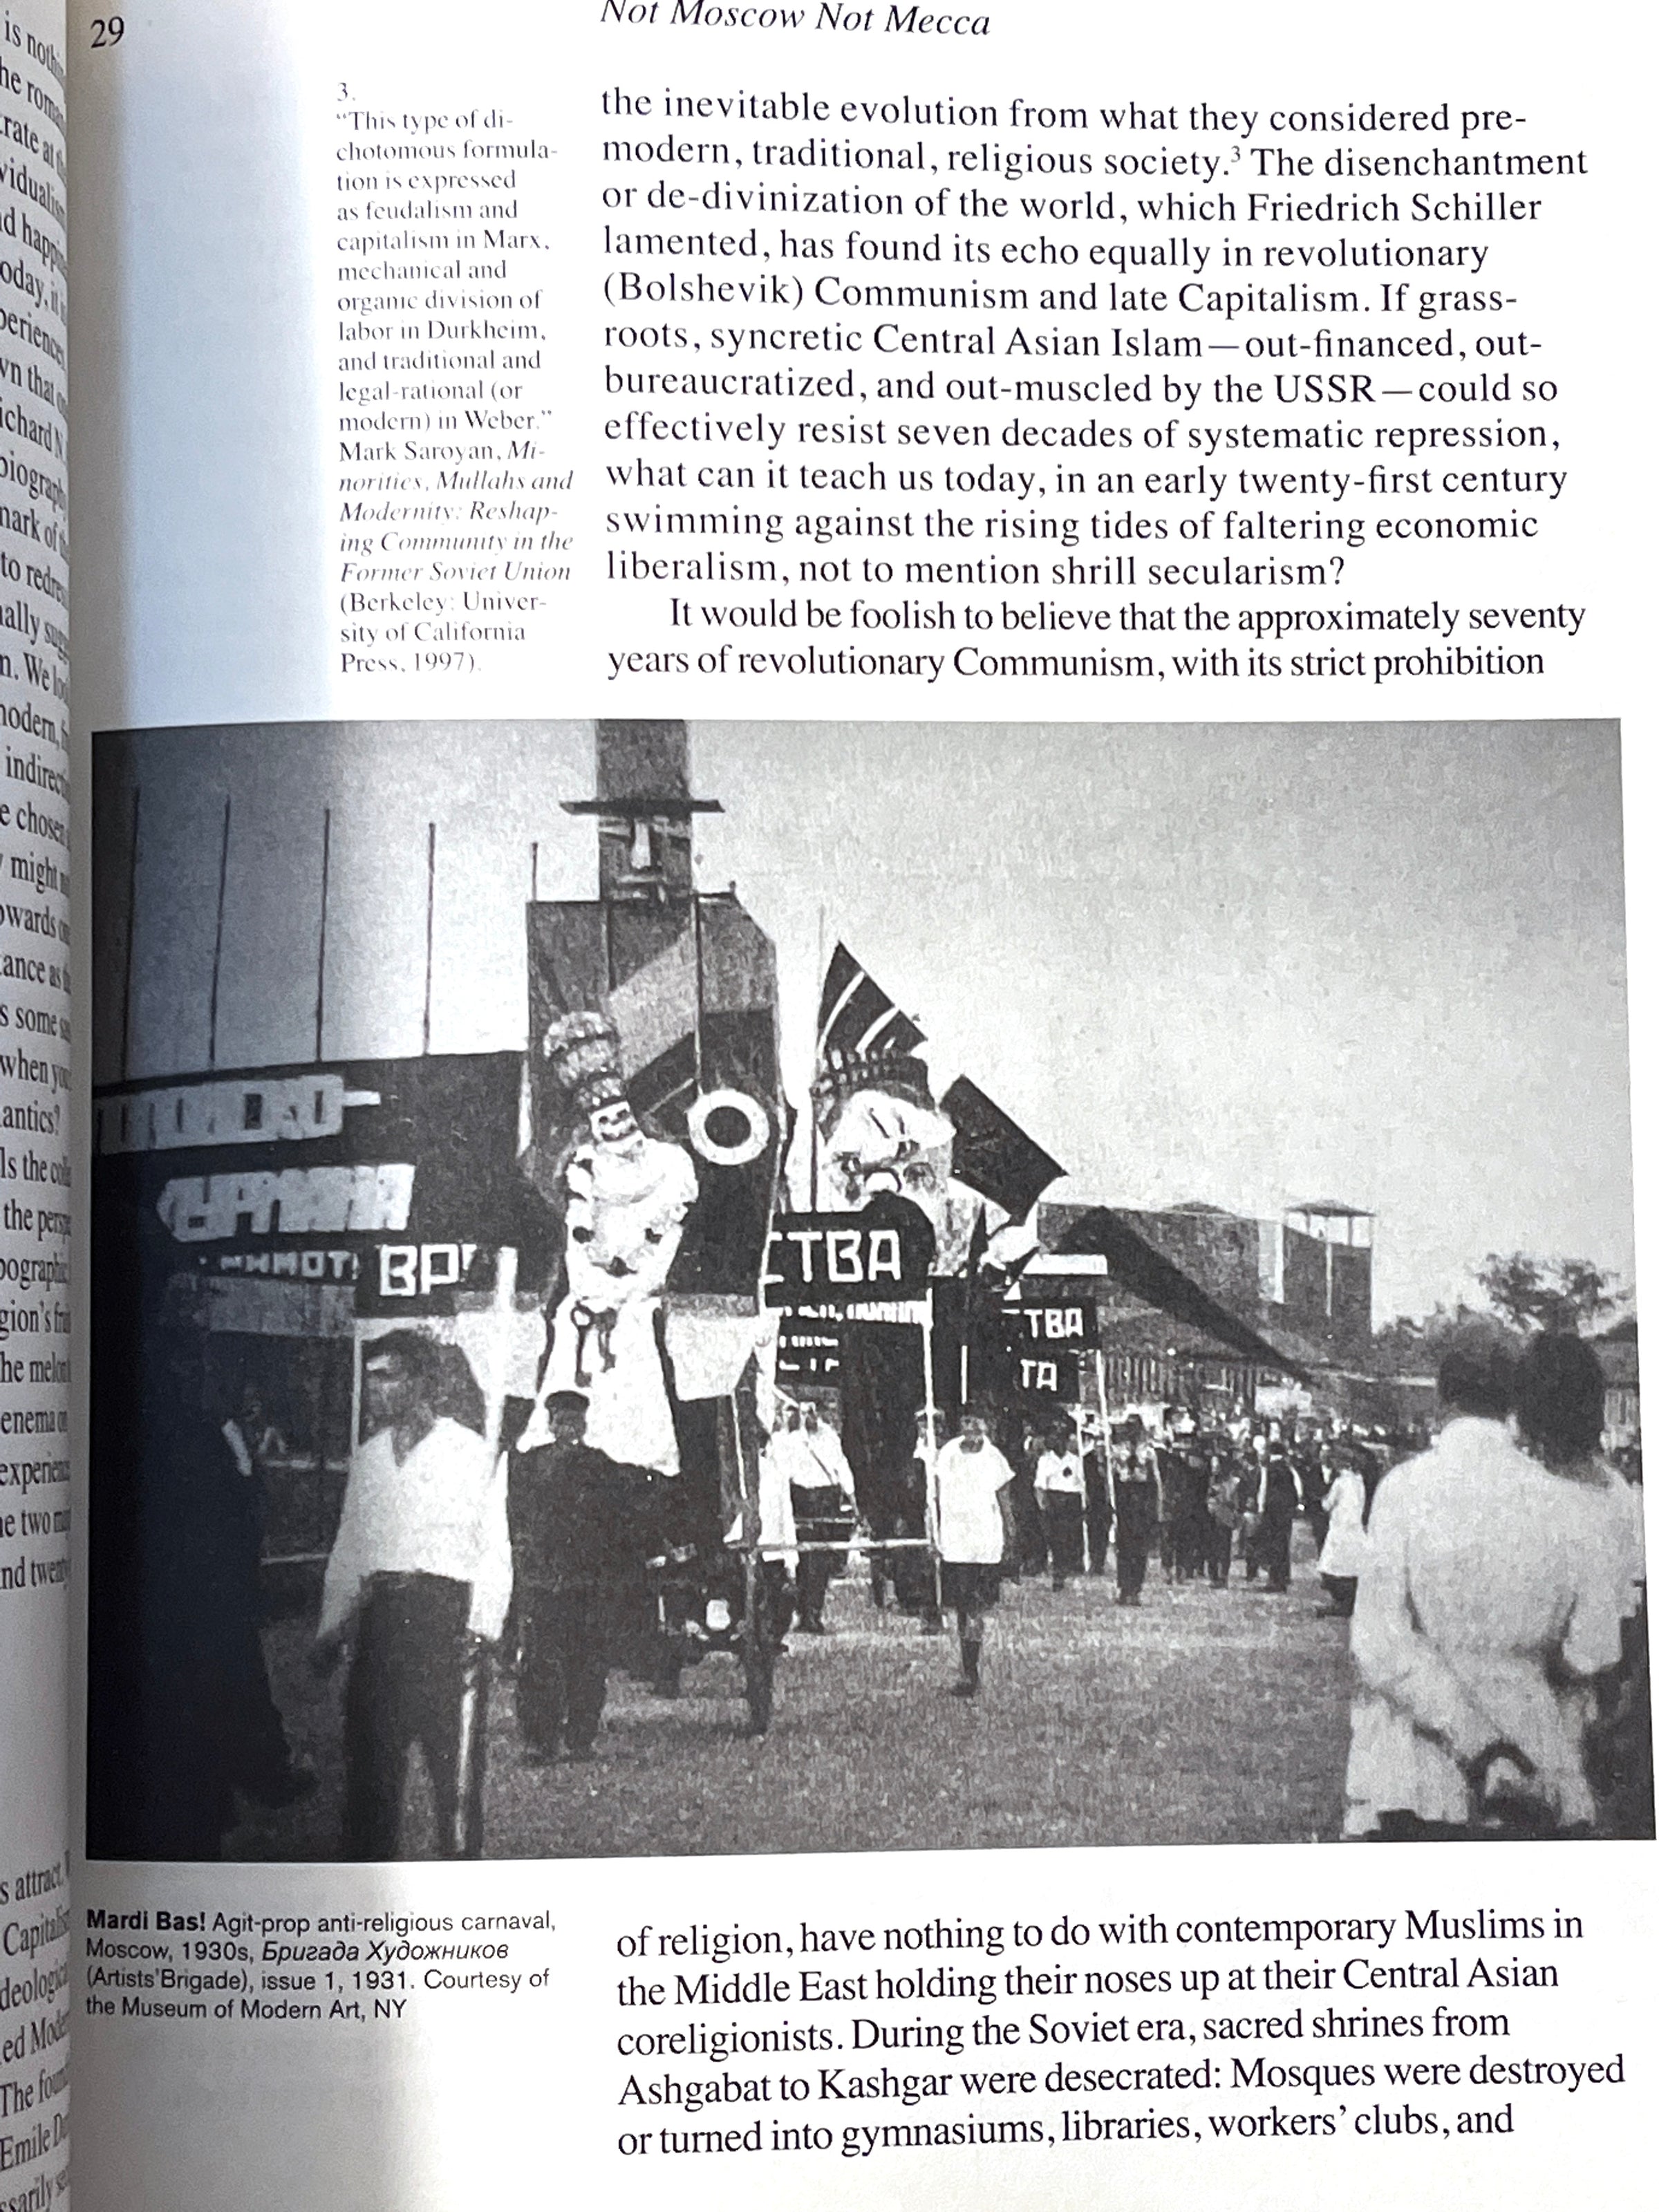 29
Not Moscow Not Mecca
3.
“This type of di-
chotomous formula-
tion is expressed
as feudalism and
capitalism in Marx,
mechanical and
organic division of
labor in Durkheim,
and traditional and
legal-rational (or
modern) in Weber.”
Mark Saroyan, Mi-
norities, Mullahs and
Modernity: Reshap-
ing Community in the
Former Soviet Union
(Berkeley: Univer-
sity of California
Press, 1997).
the inevitable evolution from what they considered pre-
modern, traditional, religious society.³ The disenchantment
or de-divinization of the world, which Friedrich Schiller
lamented, has found its echo equally in revolutionary
(Bolshevik) Communism and late Capitalism. If grass-
roots, syncretic Central Asian Islam—out-financed, out-
bureaucratized, and out-muscled by the USSR—could so
effectively resist seven decades of systematic repression,
what can it teach us today, in an early twenty-first century
swimming against the rising tides of faltering economic
liberalism, not to mention shrill secularism?
It would be foolish to believe that the approximately seventy
years of revolutionary Communism, with its strict prohibition
ВР
СТВА
ТВА
ТА
Mardi Bas! Agit-prop anti-religious carnaval,
Moscow, 1930s, Бригада Художников
(Artists'Brigade), issue 1, 1931. Courtesy of
the Museum of Modern Art, NY
of religion, have nothing to do with contemporary Muslims in
the Middle East holding their noses up at their Central Asian
coreligionists. During the Soviet era, sacred shrines from
Ashgabat to Kashgar were desecrated: Mosques were destroyed
or turned into gymnasiums, libraries, workers’ clubs, and